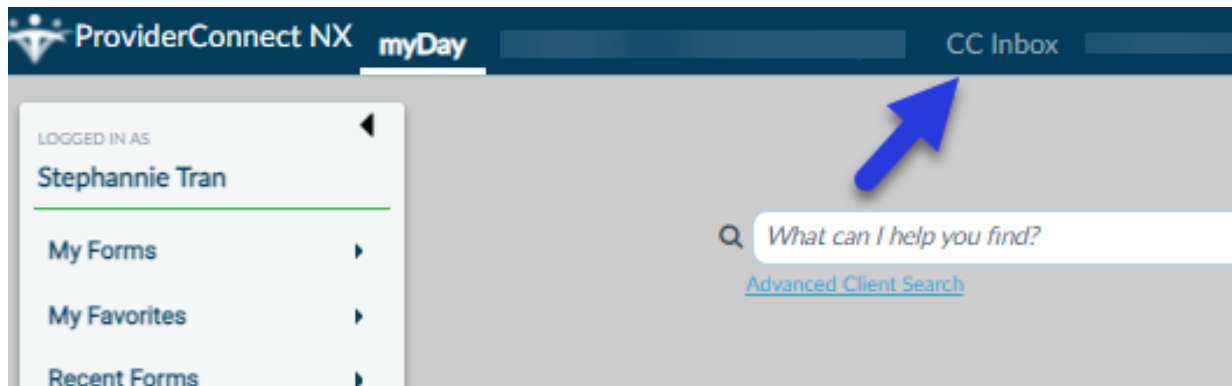 ProviderConnect NX myDay CC Inbox
LOGGED IN AS
Stephannie Tran
What can I help you find?
Advanced Client Search
My Forms
My Favorites
Recent Forms